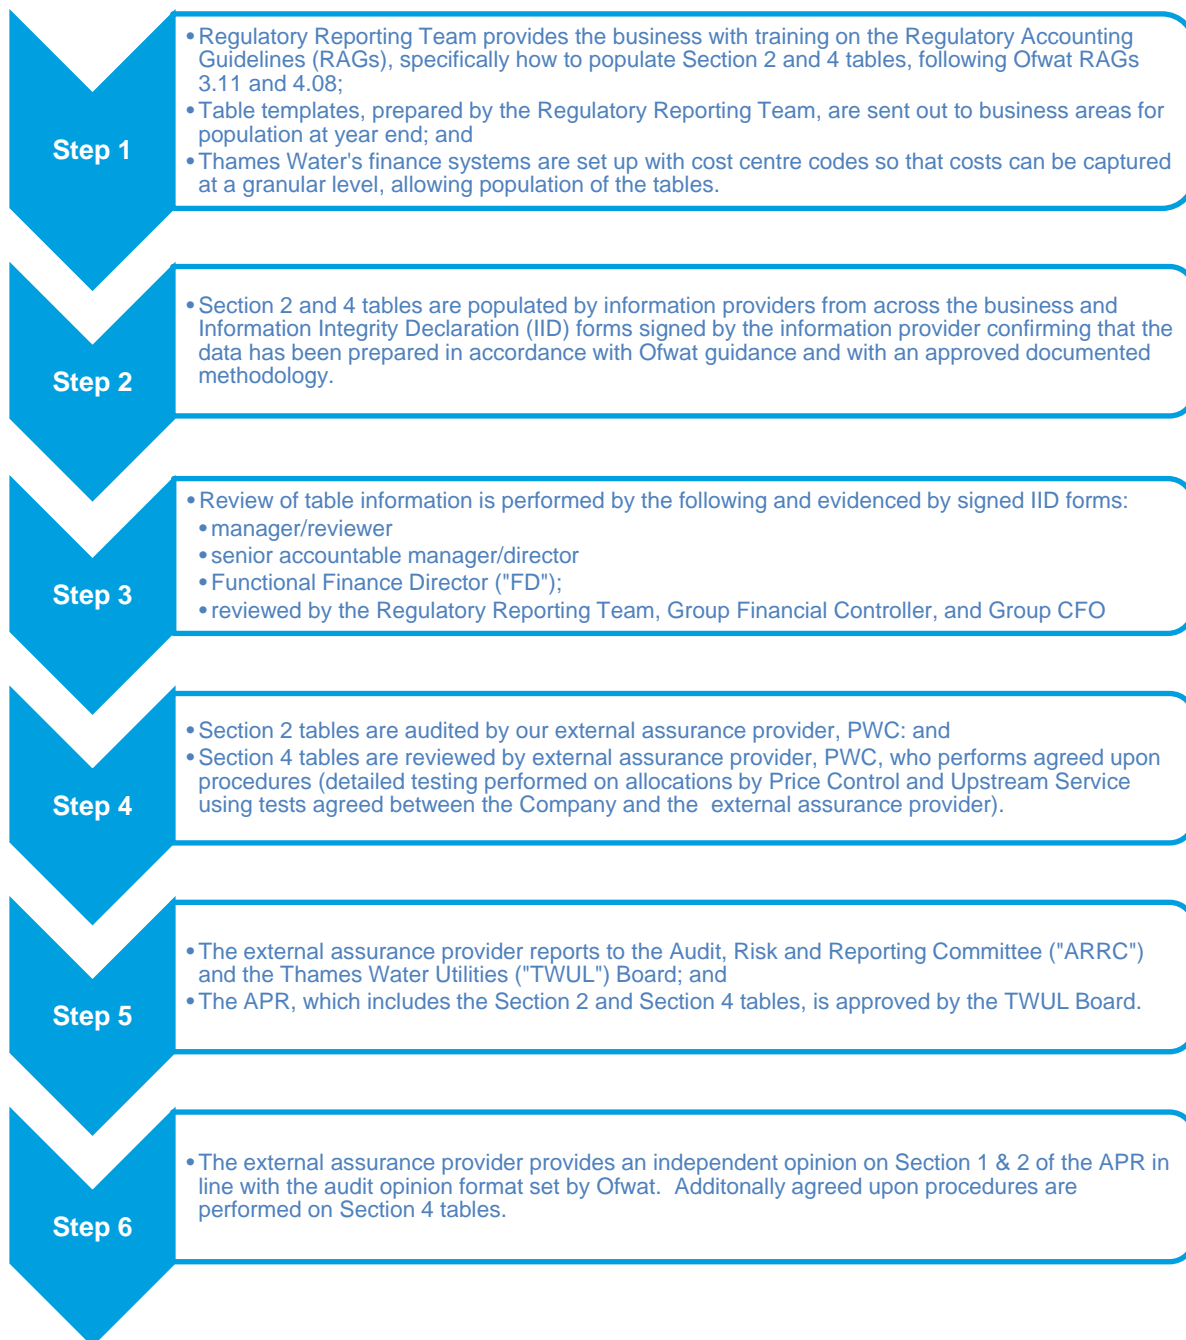 Step 1
• Regulatory Reporting Team provides the business with training on the Regulatory Accounting
Guidelines (RAGs), specifically how to populate Section 2 and 4 tables, following Ofwat RAGs
3.11 and 4.08;
• Table templates, prepared by the Regulatory Reporting Team, are sent out to business areas for
population at year end; and
• Thames Water's finance systems are set up with cost centre codes so that costs can be captured
at a granular level, allowing population of the tables.
Step 2
• Section 2 and 4 tables are populated by information providers from across the business and
Information Integrity Declaration (IID) forms signed by the information provider confirming that the
data has been prepared in accordance with Ofwat guidance and with an approved documented
methodology.
Step 3
• Review of table information is performed by the following and evidenced by signed IID forms:
• manager/reviewer
• senior accountable manager/director
• Functional Finance Director ("FD");
• reviewed by the Regulatory Reporting Team, Group Financial Controller, and Group CFO
Step 4
• Section 2 tables are audited by our external assurance provider, PWC: and
• Section 4 tables are reviewed by external assurance provider, PWC, who performs agreed upon
procedures (detailed testing performed on allocations by Price Control and Upstream Service
using tests agreed between the Company and the  external assurance provider).
Step 5
• The external assurance provider reports to the Audit, Risk and Reporting Committee ("ARRC")
and the Thames Water Utilities ("TWUL") Board; and
• The APR, which includes the Section 2 and Section 4 tables, is approved by the TWUL Board.
Step 6
• The external assurance provider provides an independent opinion on Section 1 & 2 of the APR in
line with the audit opinion format set by Ofwat.  Additonally agreed upon procedures are
performed on Section 4 tables.